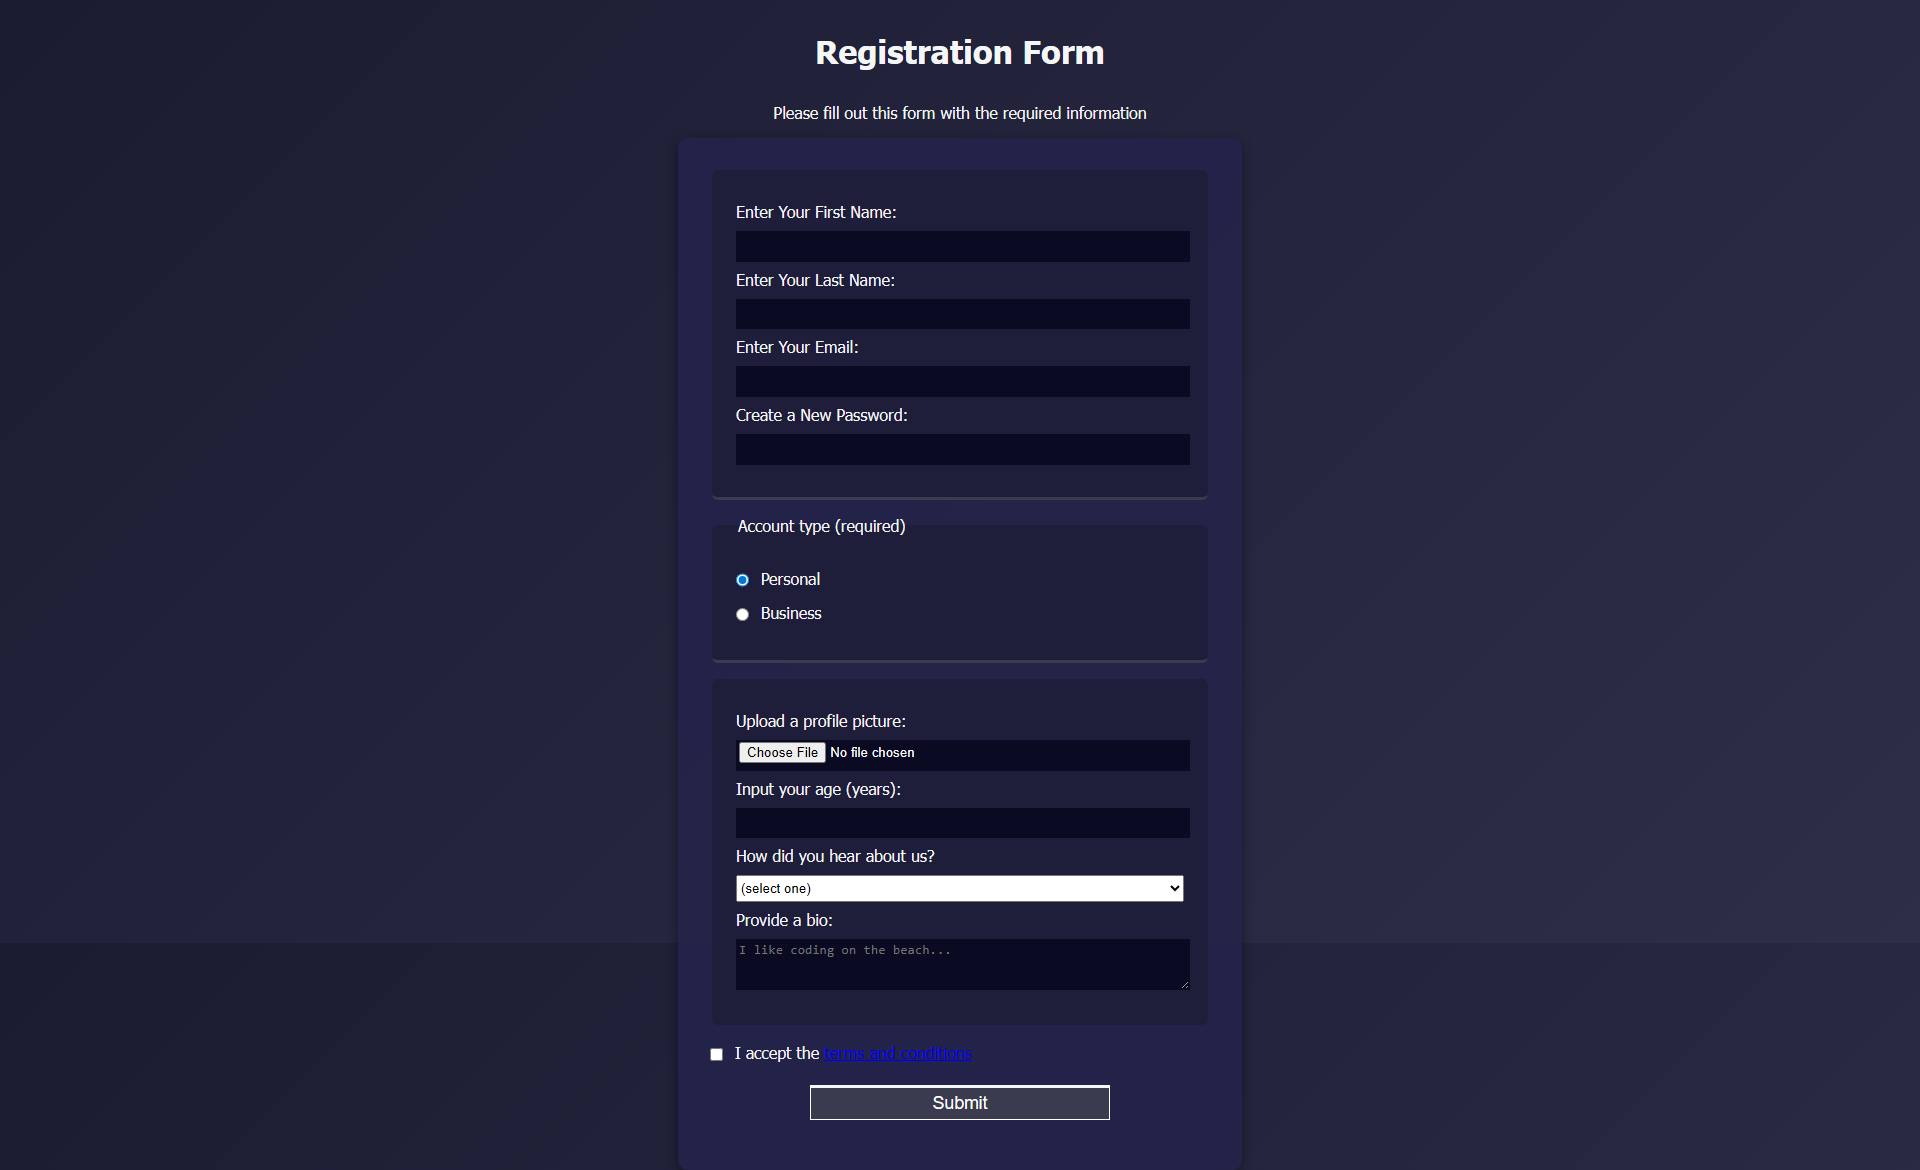 Registration Form
Please fill out this form with the required information
Enter Your First Name:
Enter Your Last Name:
Enter Your Email:
Create a New Password:
Account type (required)
Personal
Business
Upload a profile picture:
Choose File No file chosen
Input your age (years):
How did you hear about us?
(select one)
Provide a bio:
I like coding on the beach...
I accept the terms and conditions
Submit